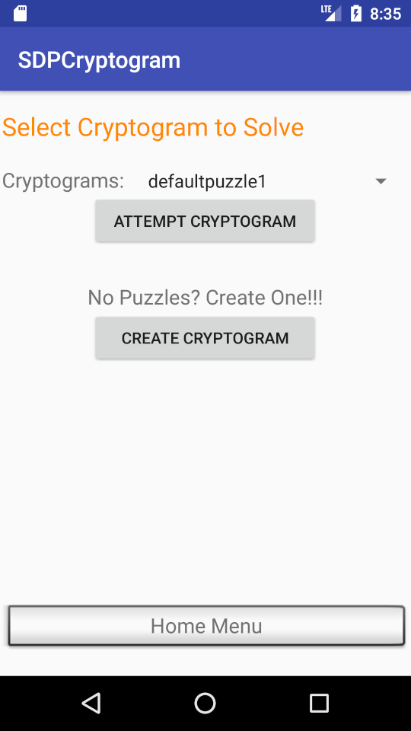 LTE 8:35
SDPCryptogram
Select Cryptogram to Solve
Cryptograms: defaultpuzzle1
ATTEMPT CRYPTOGRAM
No Puzzles? Create One!!!
CREATE CRYPTOGRAM
Home Menu